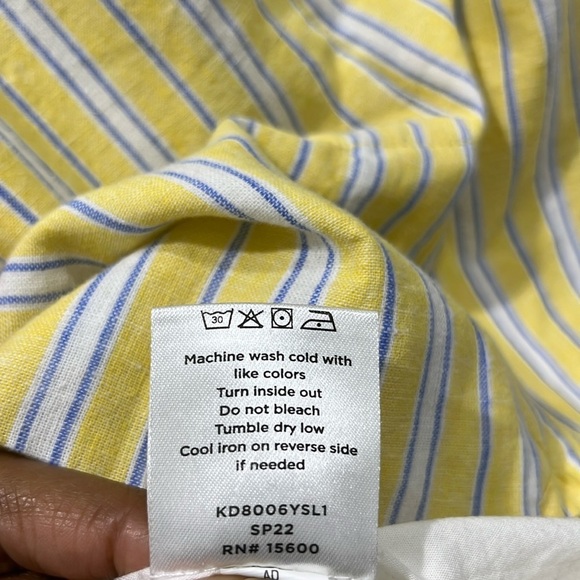 30
Machine wash cold with
like colors
Turn inside out
Do not bleach
Tumble dry low
Cool iron on reverse side
if needed
KD8006YSL1
SP22
RN# 15600